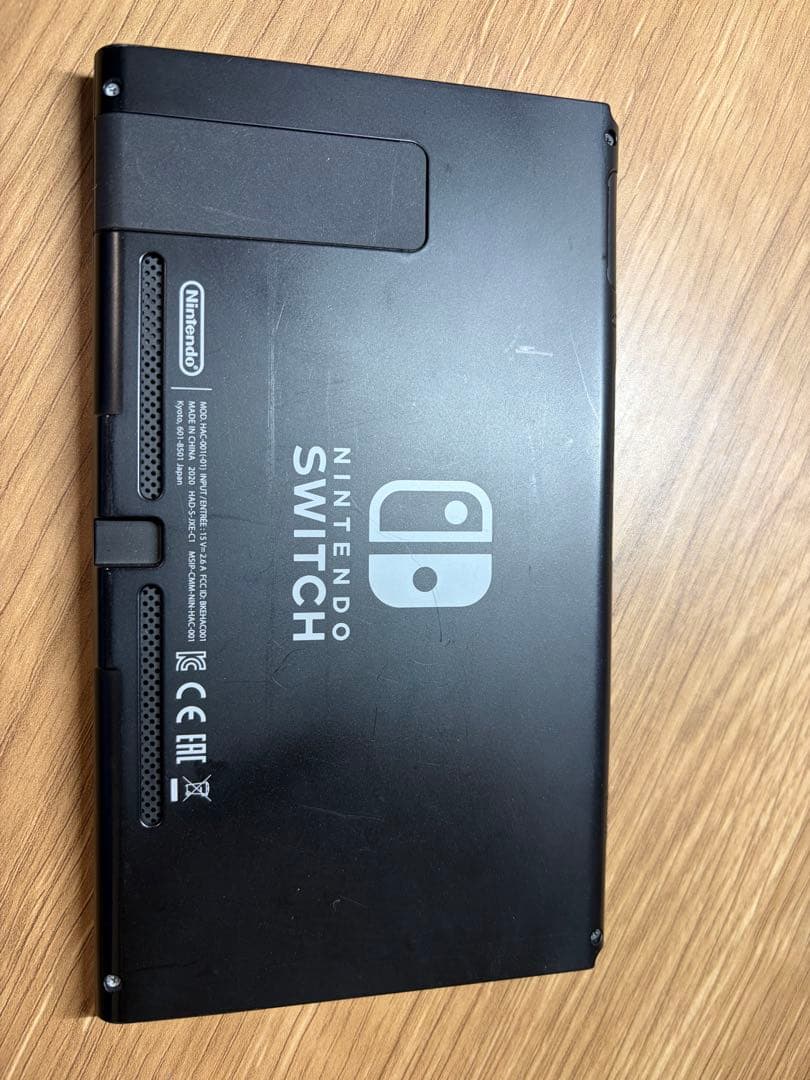 NINTENDO
SWITCH
Nintendo®
MOD. HAC-001(-01) INPUT/ENTRÉE : 15 V⎓ 2.6 A FCC ID: BKEHAC001
MADE IN CHINA 2020 HAD-S-JXE-C1 MSIP-CMM-NIN-HAC-001
Kyoto, 601-8501 Japan
CE EAC